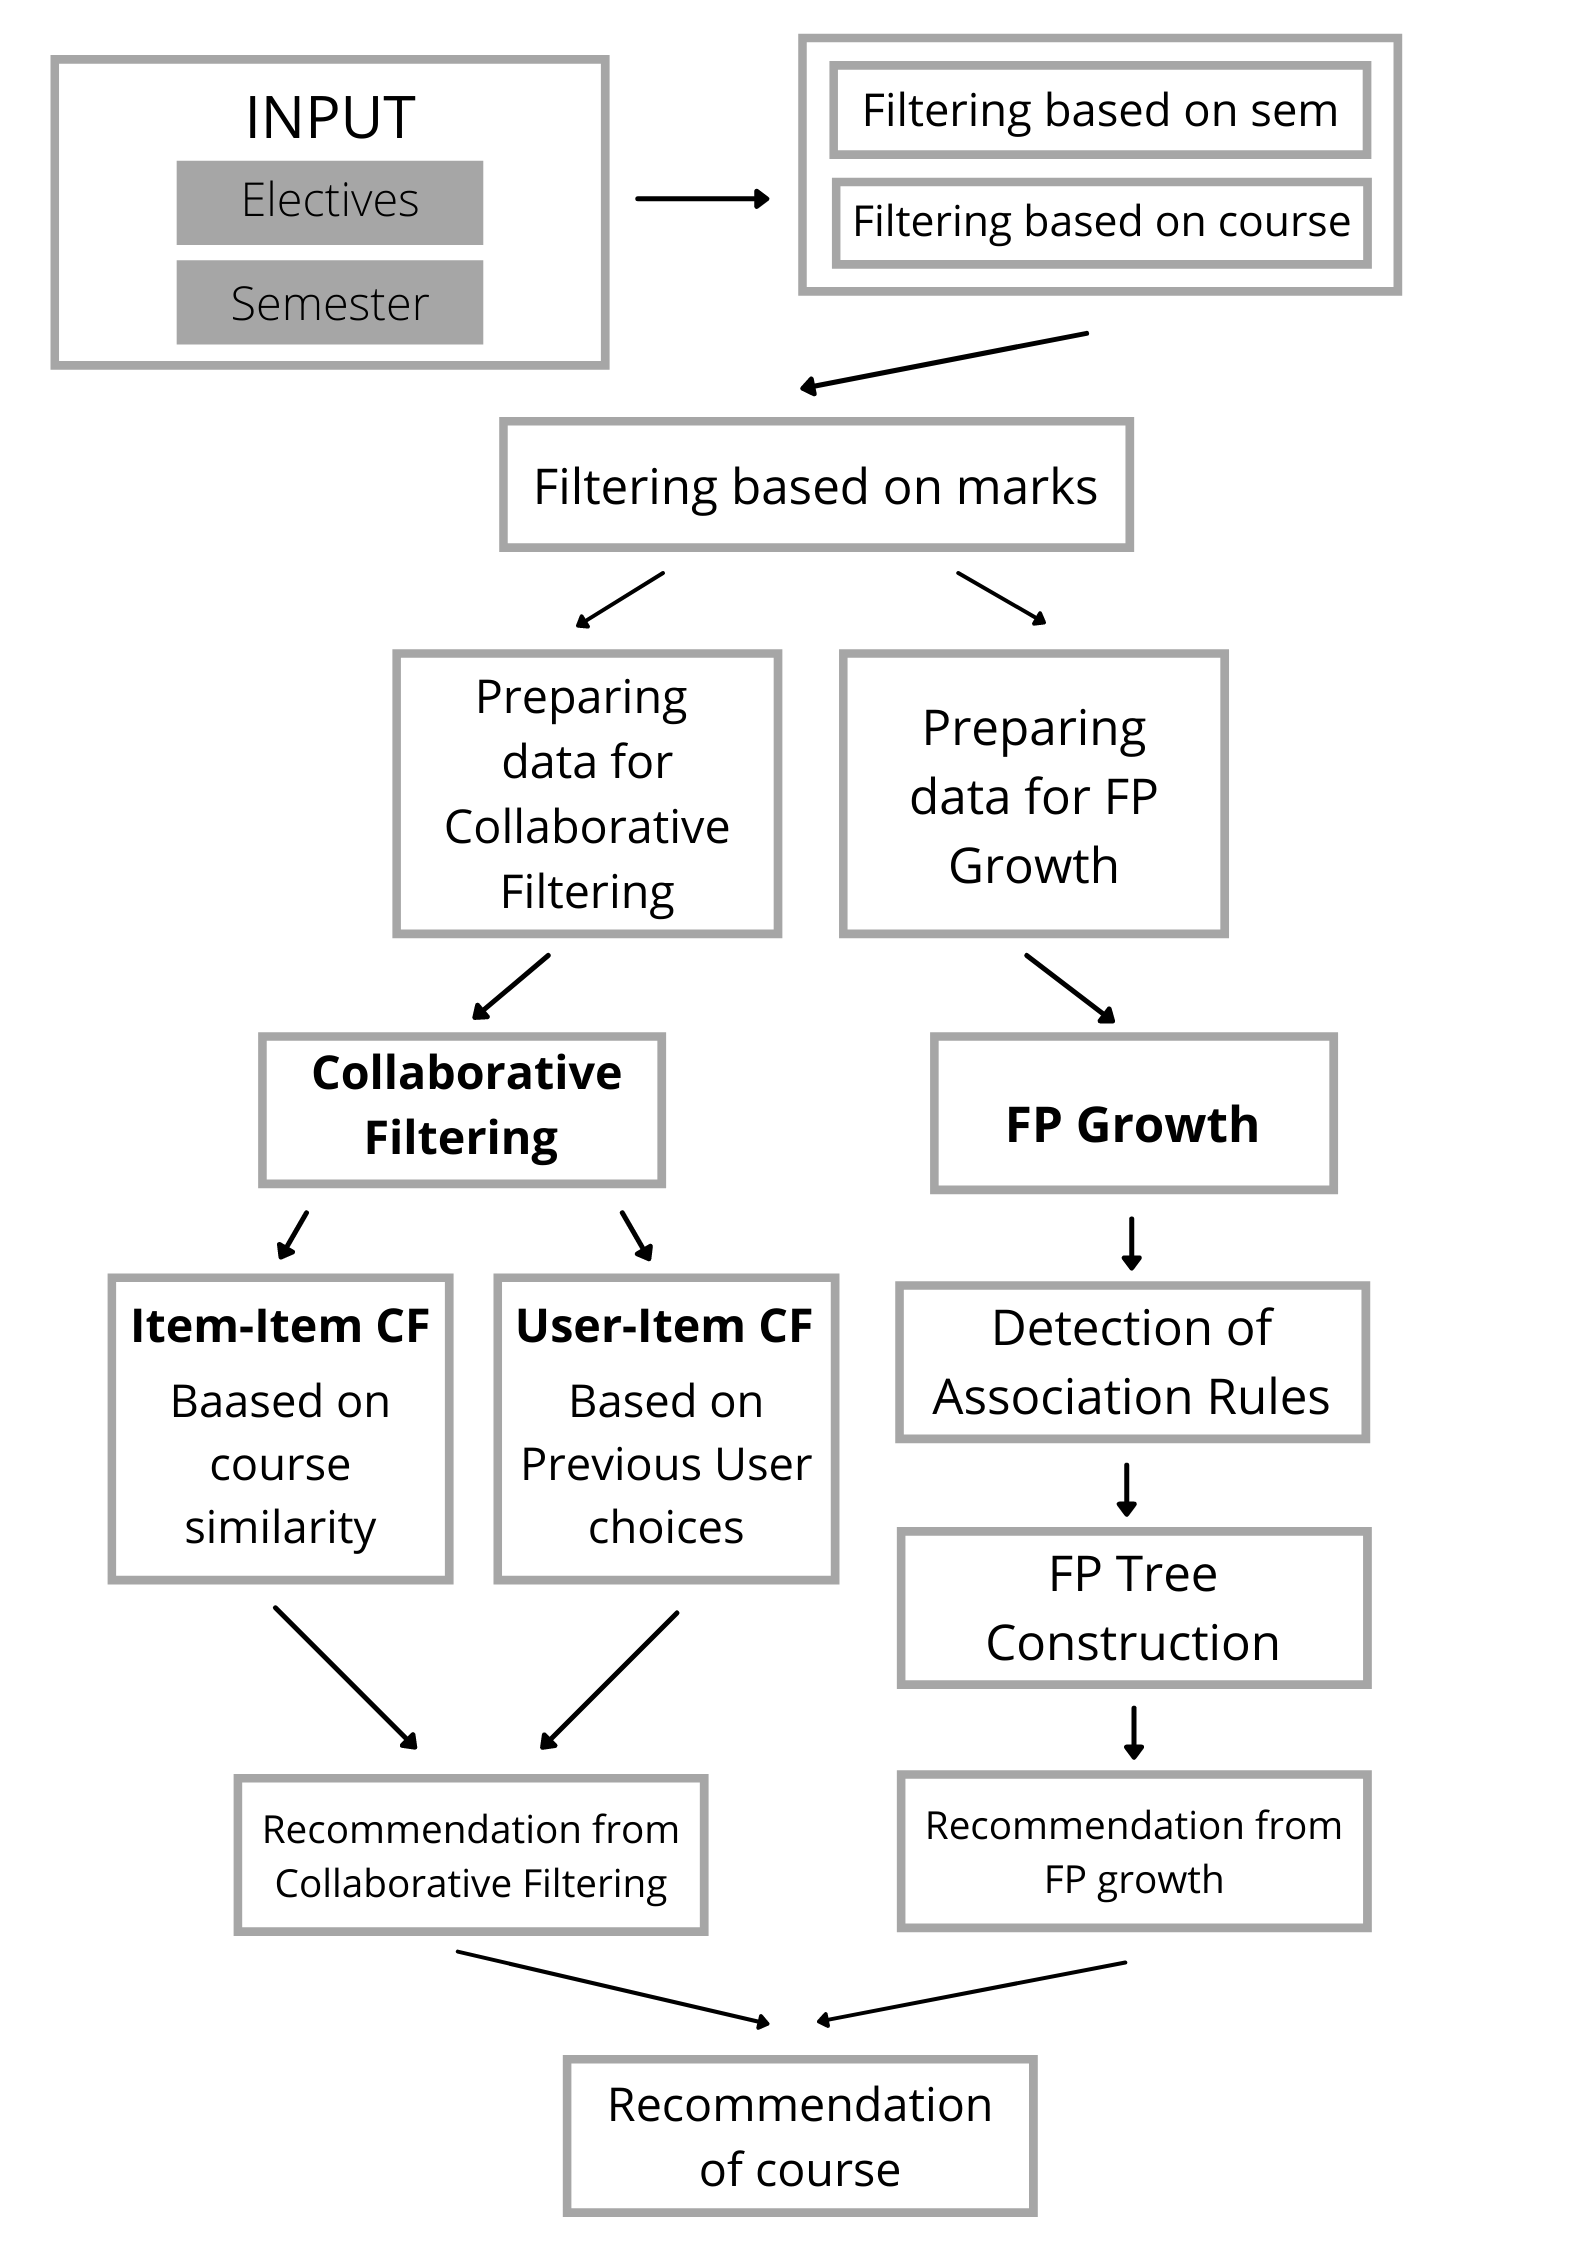 INPUT
Electives
Semester
Filtering based on sem
Filtering based on course
Filtering based on marks
Preparing
data for
Collaborative
Filtering
Preparing
data for FP
Growth
Collaborative
Filtering
FP Growth
Item-Item CF
Baased on
course
similarity
User-Item CF
Based on
Previous User
choices
Detection of
Association Rules
FP Tree
Construction
Recommendation from
Collaborative Filtering
Recommendation from
FP growth
Recommendation
of course